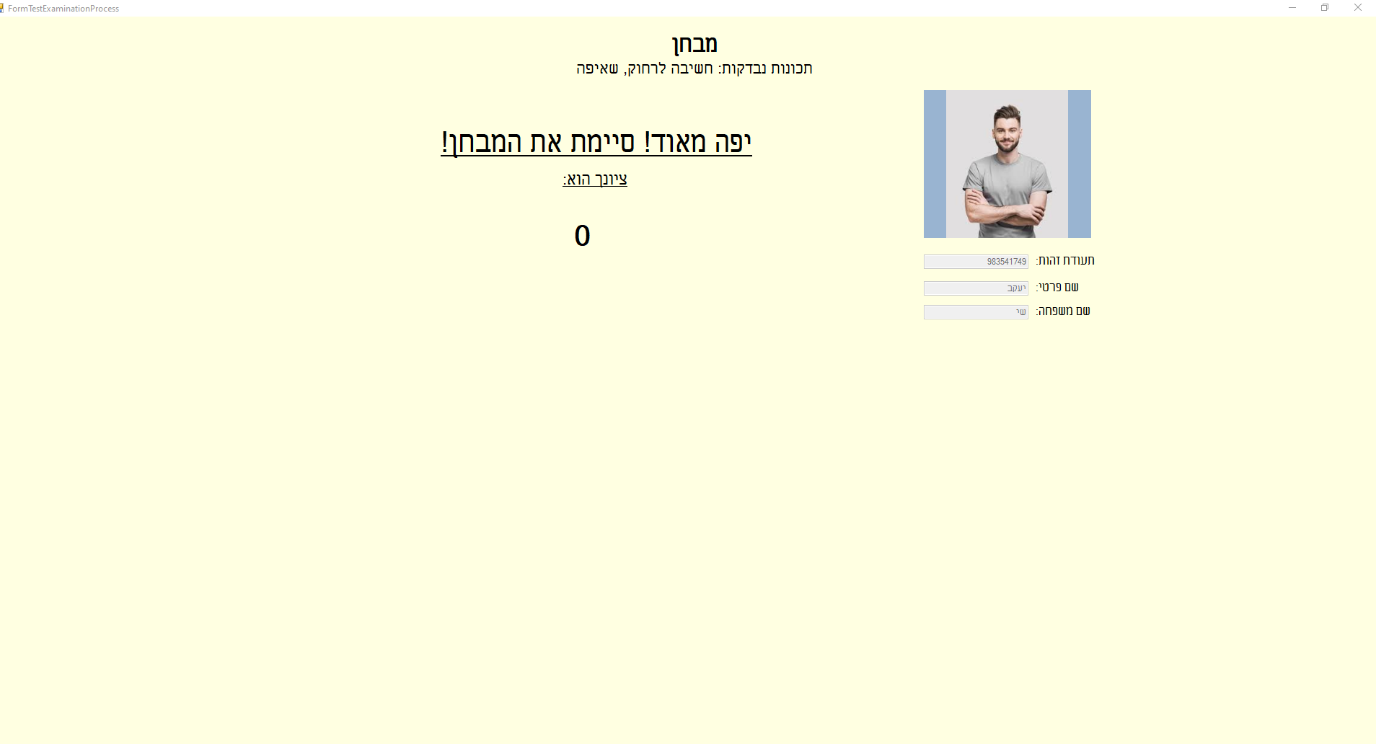 FormTestExaminationProcess
מבחן
תכונות נבדקות: חשיבה לרחוק, שאיפה
יפה מאוד! סיימת את המבחן!
ציונך הוא:
0
תעודת זהות: 983541749
שם פרטי: יעקב
שם משפחה: שי